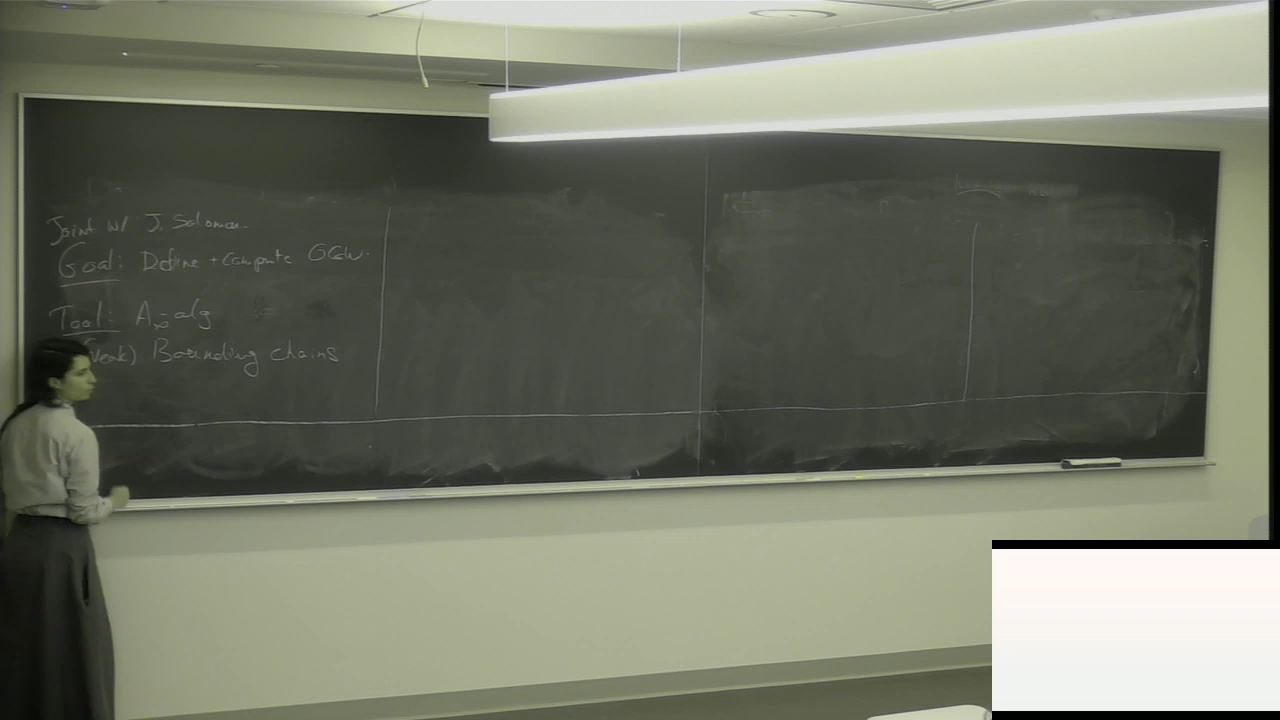 Joint w/ J. Solomon.
Goal: Define + Compute OGW.
Tool: A∞-alg
(weak) Bounding chains